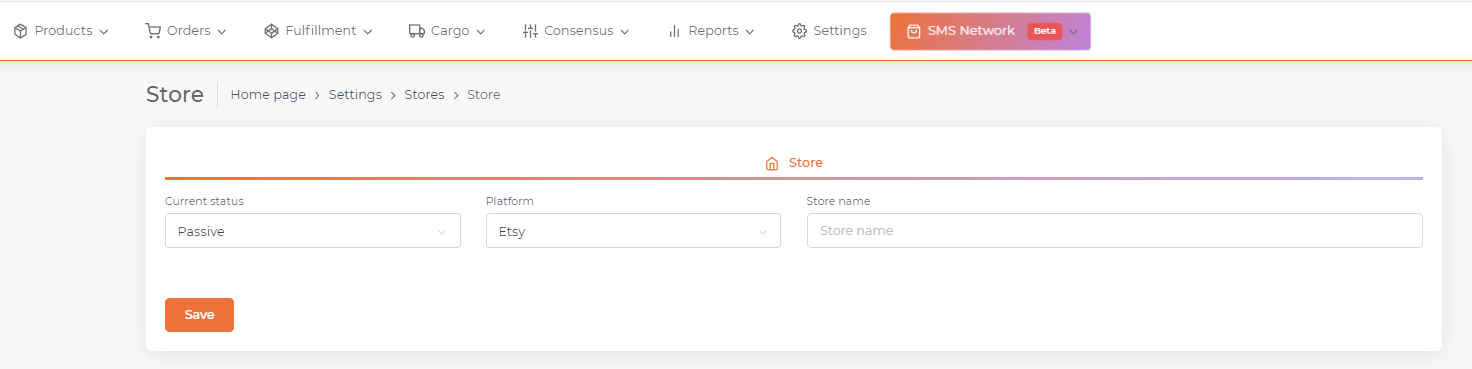 Products Orders Fulfillment Cargo Consensus Reports Settings SMS Network Beta
Store Home page > Settings > Stores > Store
Store
Current status Platform Store name
Passive Etsy Store name
Save